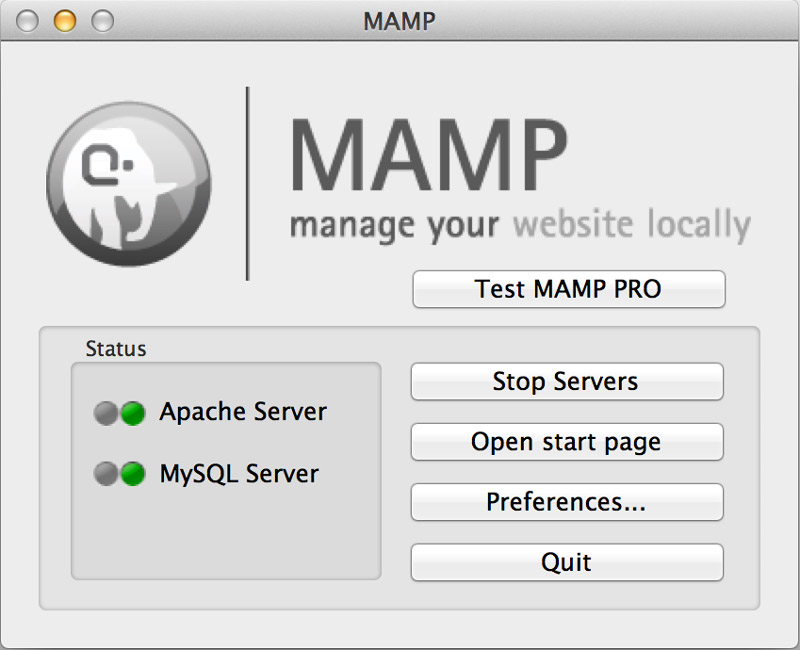 MAMP
MAMP
manage your website locally
Test MAMP PRO
Status
Apache Server
MySQL Server
Stop Servers
Open start page
Preferences...
Quit